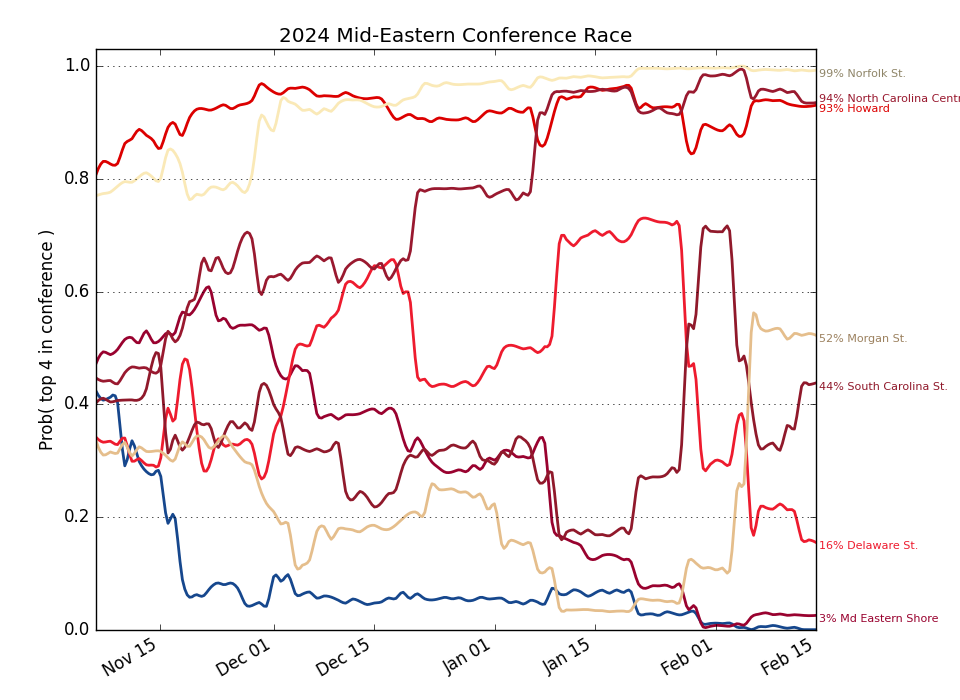 2024 Mid-Eastern Conference Race
Prob( top 4 in conference )
1.0
0.8
0.6
0.4
0.2
0.0
Nov 15
Dec 01
Dec 15
Jan 01
Jan 15
Feb 01
Feb 15
99% Norfolk St.
94% North Carolina Centr
93% Howard
52% Morgan St.
44% South Carolina St.
16% Delaware St.
3% Md Eastern Shore